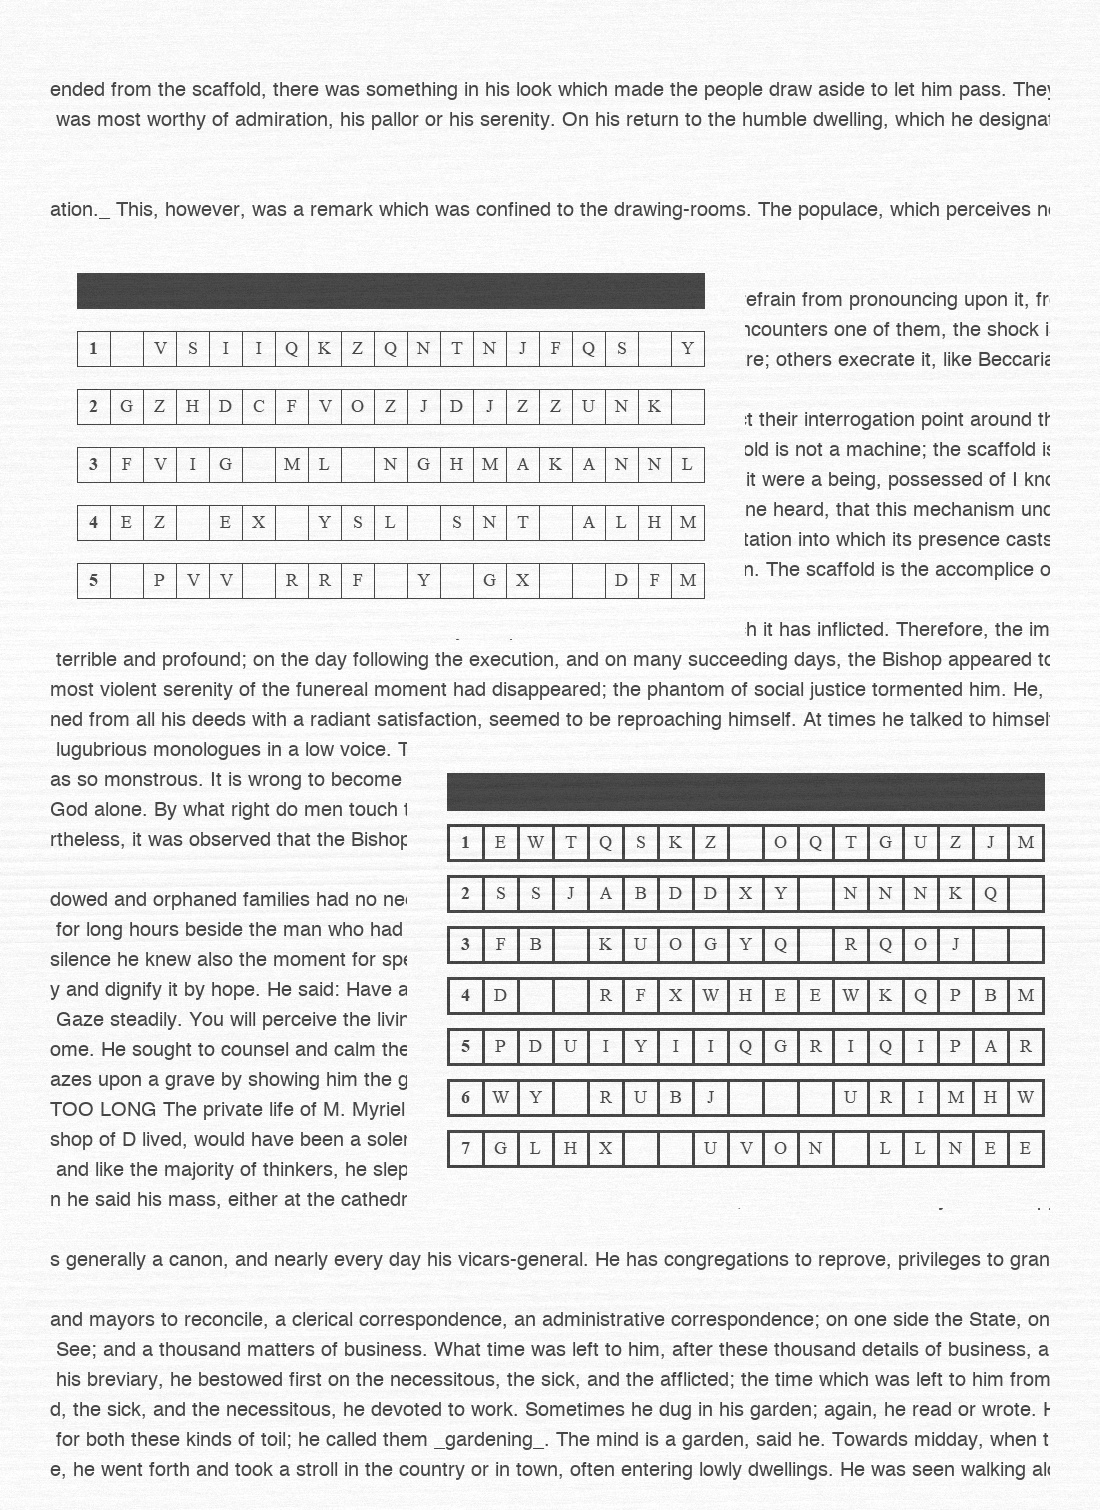 ended from the scaffold, there was something in his look which made the people draw aside to let him pass. They
was most worthy of admiration, his pallor or his serenity. On his return to the humble dwelling, which he designat
ation._ This, however, was a remark which was confined to the drawing-rooms. The populace, which perceives
efrain from pronouncing upon it,
ncounters one of them, the shock
re; others execrate it, like Beccaria
their interrogation point around
old is not a machine; the scaffold is
it were a being, possessed of I
ne heard, that this mechanism
tation into which its presence casts
n. The scaffold is the accomplice
h it has inflicted. Therefore, the im
1 V S I I Q K Z Q N T N J F Q S Y
2 G Z H D C F V O Z J D J Z Z U N K
3 F V I G M L N G H M A K A N N L
4 E Z E X Y S L S N T A L H M
5 P V V R R F Y G X D F M
terrible and profound; on the day following the execution, and on many succeeding days, the Bishop appeared to
most violent serenity of the funereal moment had disappeared; the phantom of social justice tormented him. He,
ned from all his deeds with a radiant satisfaction, seemed to be reproaching himself. At times he talked to himself
lugubrious monologues in a low voice.
as so monstrous. It is wrong to become
God alone. By what right do men touch
rtheless, it was observed that the Bishop
dowed and orphaned families had no
for long hours beside the man who had
silence he knew also the moment for
y and dignify it by hope. He said: Have a
Gaze steadily. You will perceive the
ome. He sought to counsel and calm the
azes upon a grave by showing him the
TOO LONG The private life of M. Myriel
shop of D lived, would have been a
and like the majority of thinkers, he
n he said his mass, either at the
1 E W T Q S K Z O Q T G U Z J M
2 S S J A B D D X Y N N N K Q
3 F B K U O G Y Q R Q O J
4 D R F X W H E E W K Q P B M
5 P D U I Y I I Q G R I Q I P A R
6 W Y R U B J U R I M H W
7 G L H X U V O N L L N E E
s generally a canon, and nearly every day his vicars-general. He has congregations to reprove, privileges to gran
and mayors to reconcile, a clerical correspondence, an administrative correspondence; on one side the State, on
See; and a thousand matters of business. What time was left to him, after these thousand details of business, a
his breviary, he bestowed first on the necessitous, the sick, and the afflicted; the time which was left to him from
d, the sick, and the necessitous, he devoted to work. Sometimes he dug in his garden; again, he read or wrote.
for both these kinds of toil; he called them _gardening_. The mind is a garden, said he. Towards midday, when
e, he went forth and took a stroll in the country or in town, often entering lowly dwellings. He was seen walking